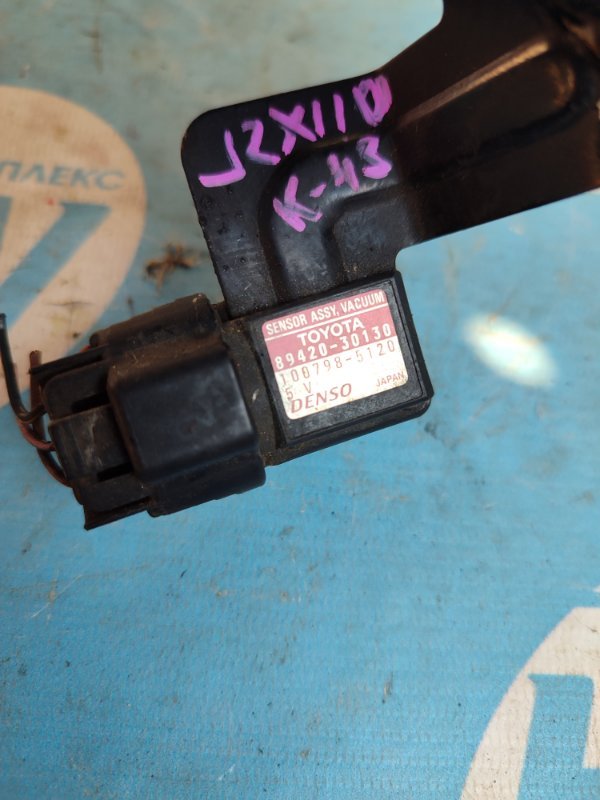 JZX110
K-43
ПЛЕКС
SENSOR ASSY, VACUUM
TOYOTA
89420-30130
100798-5120
5 V
DENSO JAPAN